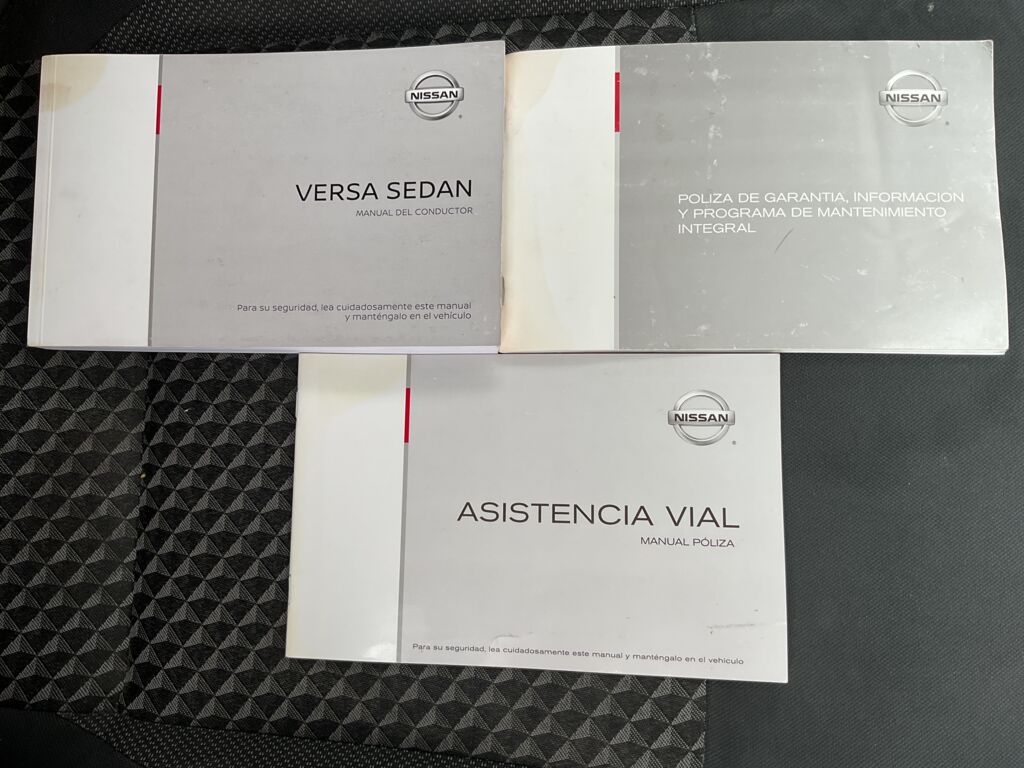 NISSAN
VERSA SEDAN
MANUAL DEL CONDUCTOR
Para su seguridad, lea cuidadosamente este manual
y manténgalo en el vehículo
NISSAN
POLIZA DE GARANTIA, INFORMACION
Y PROGRAMA DE MANTENIMIENTO
INTEGRAL
NISSAN
ASISTENCIA VIAL
MANUAL PÓLIZA
Para su seguridad, lea cuidadosamente este manual y manténgalo en el vehículo